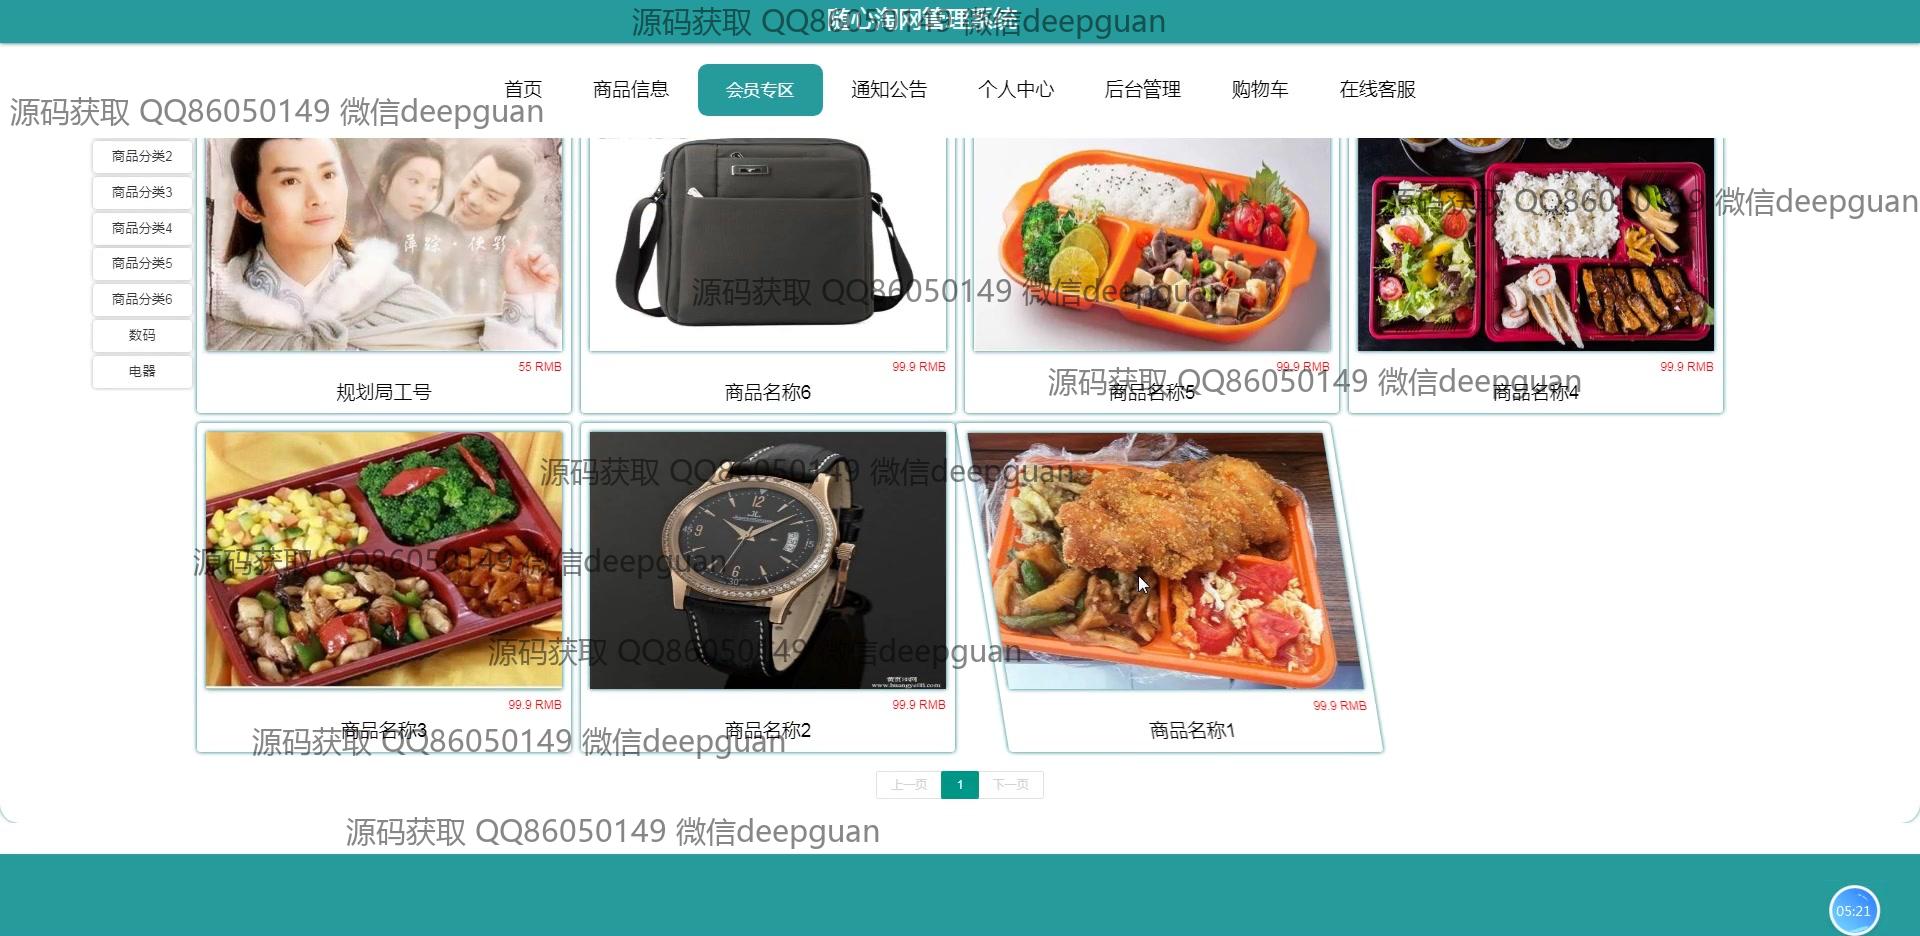 随心淘网管理系统
源码获取 QQ86050149 微信deepguan
首页 商品信息 会员专区 通知公告 个人中心 后台管理 购物车 在线客服
源码获取 QQ86050149 微信deepguan
商品分类2
商品分类3
商品分类4
商品分类5
商品分类6
数码
电器
源码获取 QQ86050149 微信deepguan
萍踪·侠影
源码获取 QQ86050149 微信deepguan
55 RMB 99.9 RMB 99.9 RMB 99.9 RMB
源码获取 QQ86050149 微信deepguan
规划局工号 商品名称6 商品名称5 商品名称4
源码获取 QQ86050149 微信deepguan
源码获取 QQ86050149 微信deepguan
源码获取 QQ86050149 微信deepguan
99.9 RMB 99.9 RMB 99.9 RMB
商品名称3 商品名称2 商品名称1
源码获取 QQ86050149 微信deepguan
上一页 1 下一页
源码获取 QQ86050149 微信deepguan
05:21